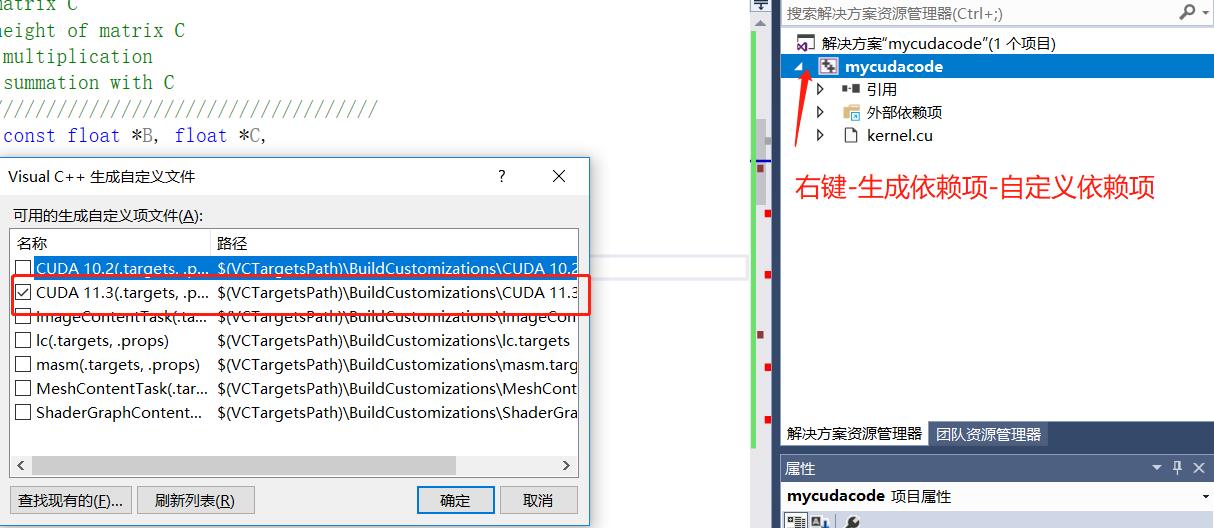 matrix C
height of matrix C
multiplication
summation with C
///////////////////////////////////////
const float *B, float *C,
Visual C++ 生成自定义文件
?
可用的生成自定义项文件(A):
名称 路径
CUDA 10.2(.targets, .p... $(VCTargetsPath)\BuildCustomizations\CUDA 10.2
CUDA 11.3(.targets, .p... $(VCTargetsPath)\BuildCustomizations\CUDA 11.3
ImageContentTask(.ta... $(VCTargetsPath)\BuildCustomizations\ImageCon
lc(.targets, .props) $(VCTargetsPath)\BuildCustomizations\lc.targets
masm(.targets, .props) $(VCTargetsPath)\BuildCustomizations\masm.targ
MeshContentTask(.tar... $(VCTargetsPath)\BuildCustomizations\MeshCont
ShaderGraphContent... $(VCTargetsPath)\BuildCustomizations\ShaderGra
查找现有的(F)... 刷新列表(R) 确定 取消
搜索解决方案资源管理器(Ctrl+;)
解决方案“mycudacode”(1 个项目)
mycudacode
引用
外部依赖项
kernel.cu
右键-生成依赖项-自定义依赖项
解决方案资源管理器 团队资源管理器
属性
mycudacode 项目属性